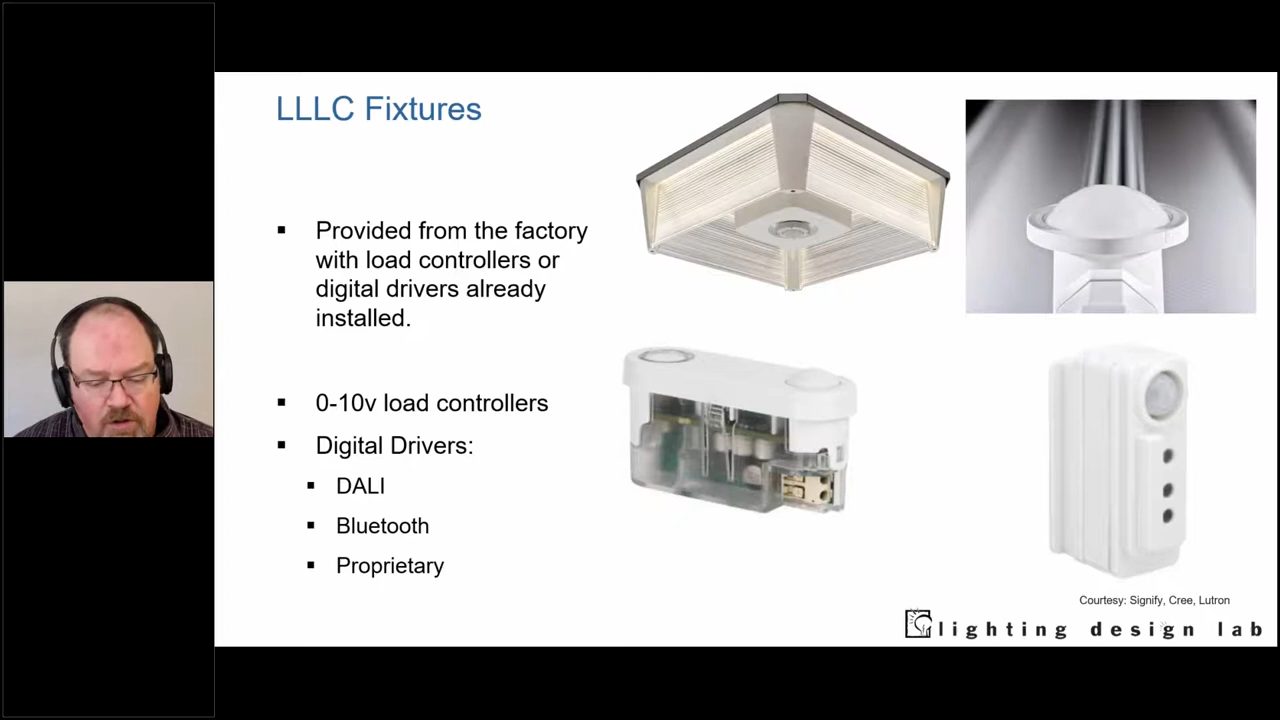 LLLC Fixtures
▪ Provided from the factory
with load controllers or
digital drivers already
installed.
▪ 0-10v load controllers
▪ Digital Drivers:
▪ DALI
▪ Bluetooth
▪ Proprietary
Courtesy: Signify, Cree, Lutron
lighting design lab